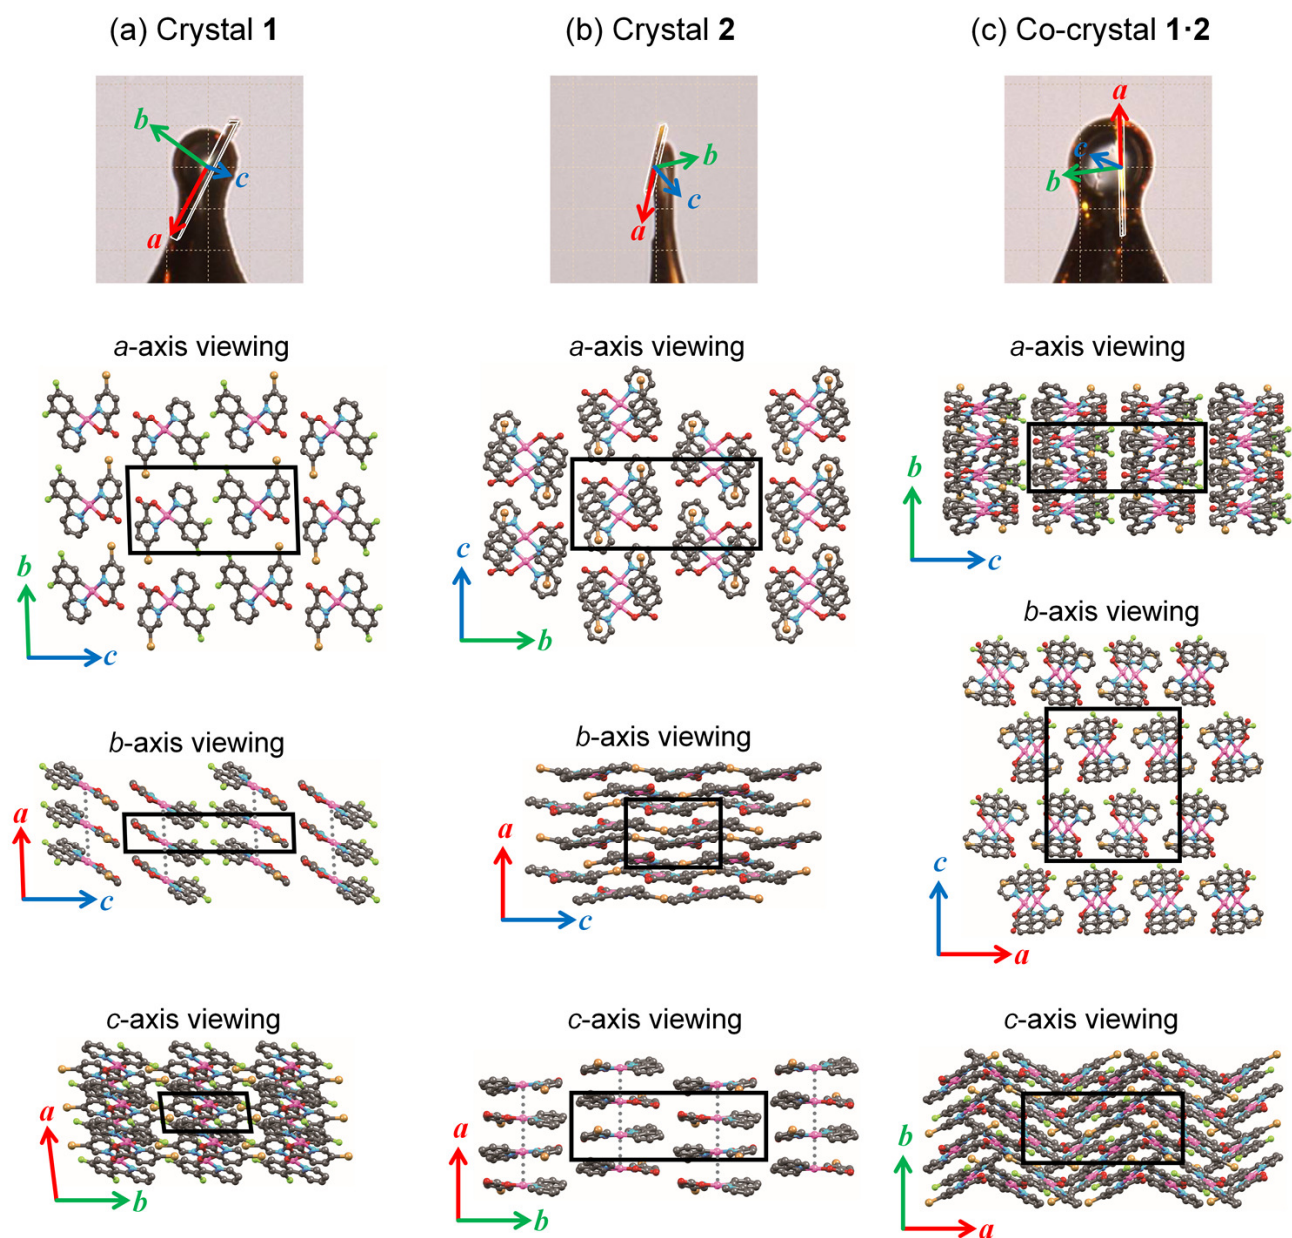 (a) Crystal 1
(b) Crystal 2
(c) Co-crystal 1·2
b
c
a
b
c
a
a
c
b
a-axis viewing
a-axis viewing
a-axis viewing
b
c
c
b
b
c
b-axis viewing
b-axis viewing
b-axis viewing
a
c
a
c
c
a
c-axis viewing
c-axis viewing
c-axis viewing
a
b
a
b
b
a